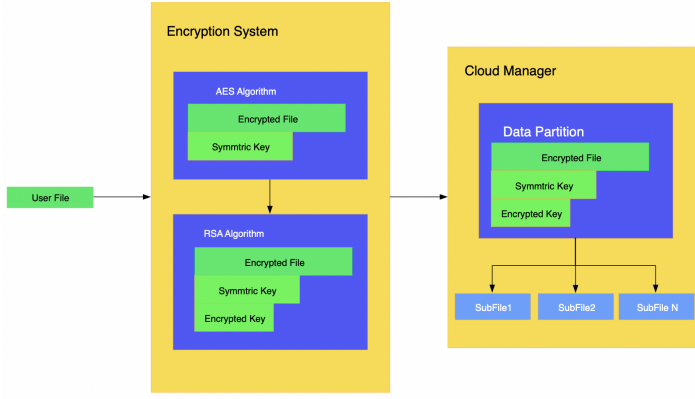 Encryption System
AES Algorithm
Encrypted File
Symmtric Key
User File
RSA Algorithm
Encrypted File
Symmtric Key
Encrypted Key
Cloud Manager
Data Partition
Encrypted File
Symmtric Key
Encrypted Key
SubFile1
SubFile2
SubFile N